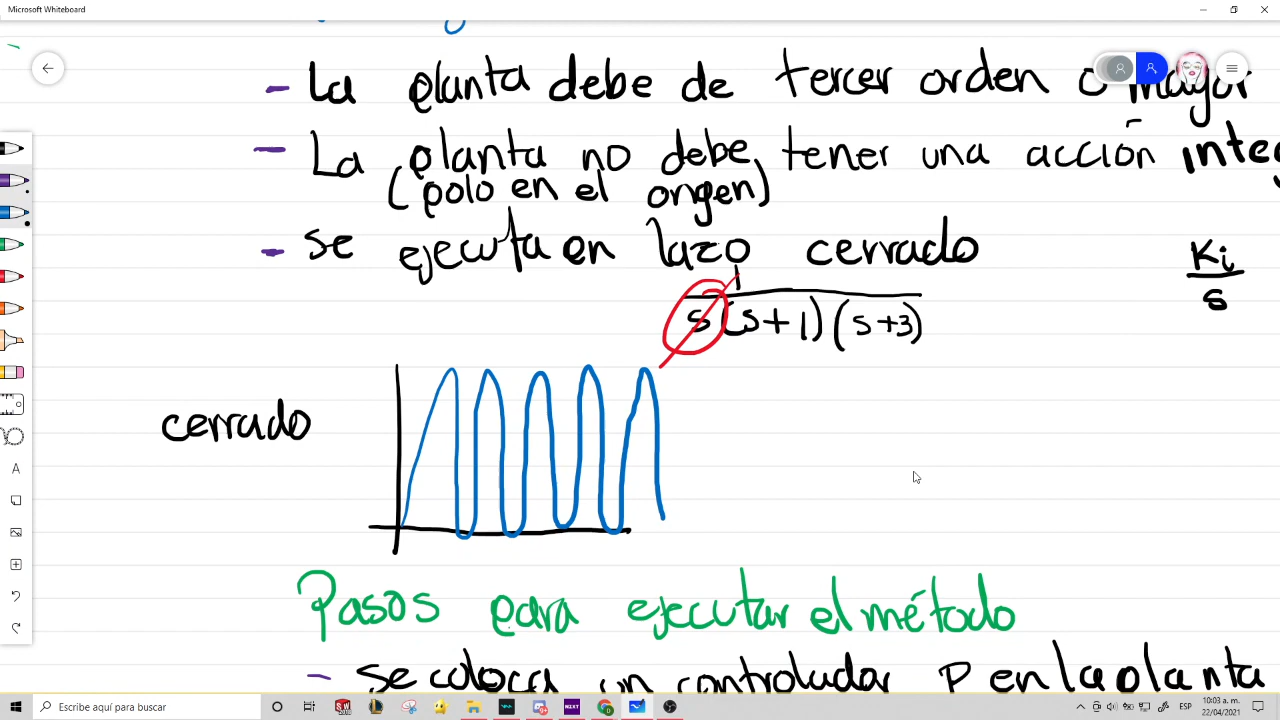 Microsoft Whiteboard
- La planta debe de tercer orden o mayor
- La planta no debe tener una acción integ
(polo en el origen)
- se ejecuta en lazo cerrado
Ki
s
1
s(s+1)(s+3)
cerrado
Pasos para ejecutar el método
- se coloca un controlador P en la planta
Escribe aquí para buscar
ESP
10:03 a. m.
22/04/2021